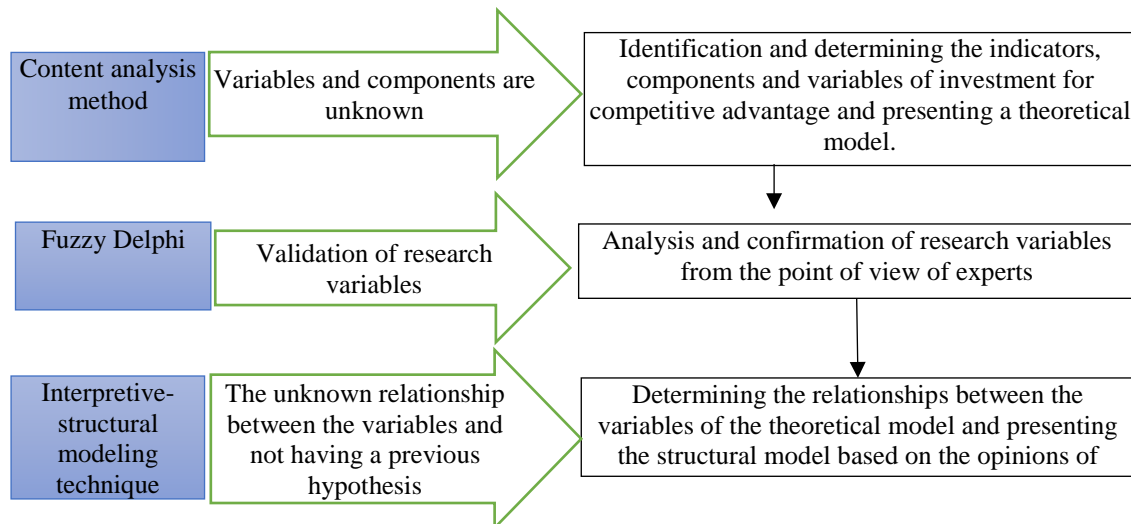 Content analysis
method
Variables and components are
unknown
Identification and determining the indicators,
components and variables of investment for
competitive advantage and presenting a theoretical
model.
Fuzzy Delphi
Validation of research
variables
Analysis and confirmation of research variables
from the point of view of experts
Interpretive-
structural
modeling
technique
The unknown relationship
between the variables and
not having a previous
hypothesis
Determining the relationships between the
variables of the theoretical model and presenting
the structural model based on the opinions of